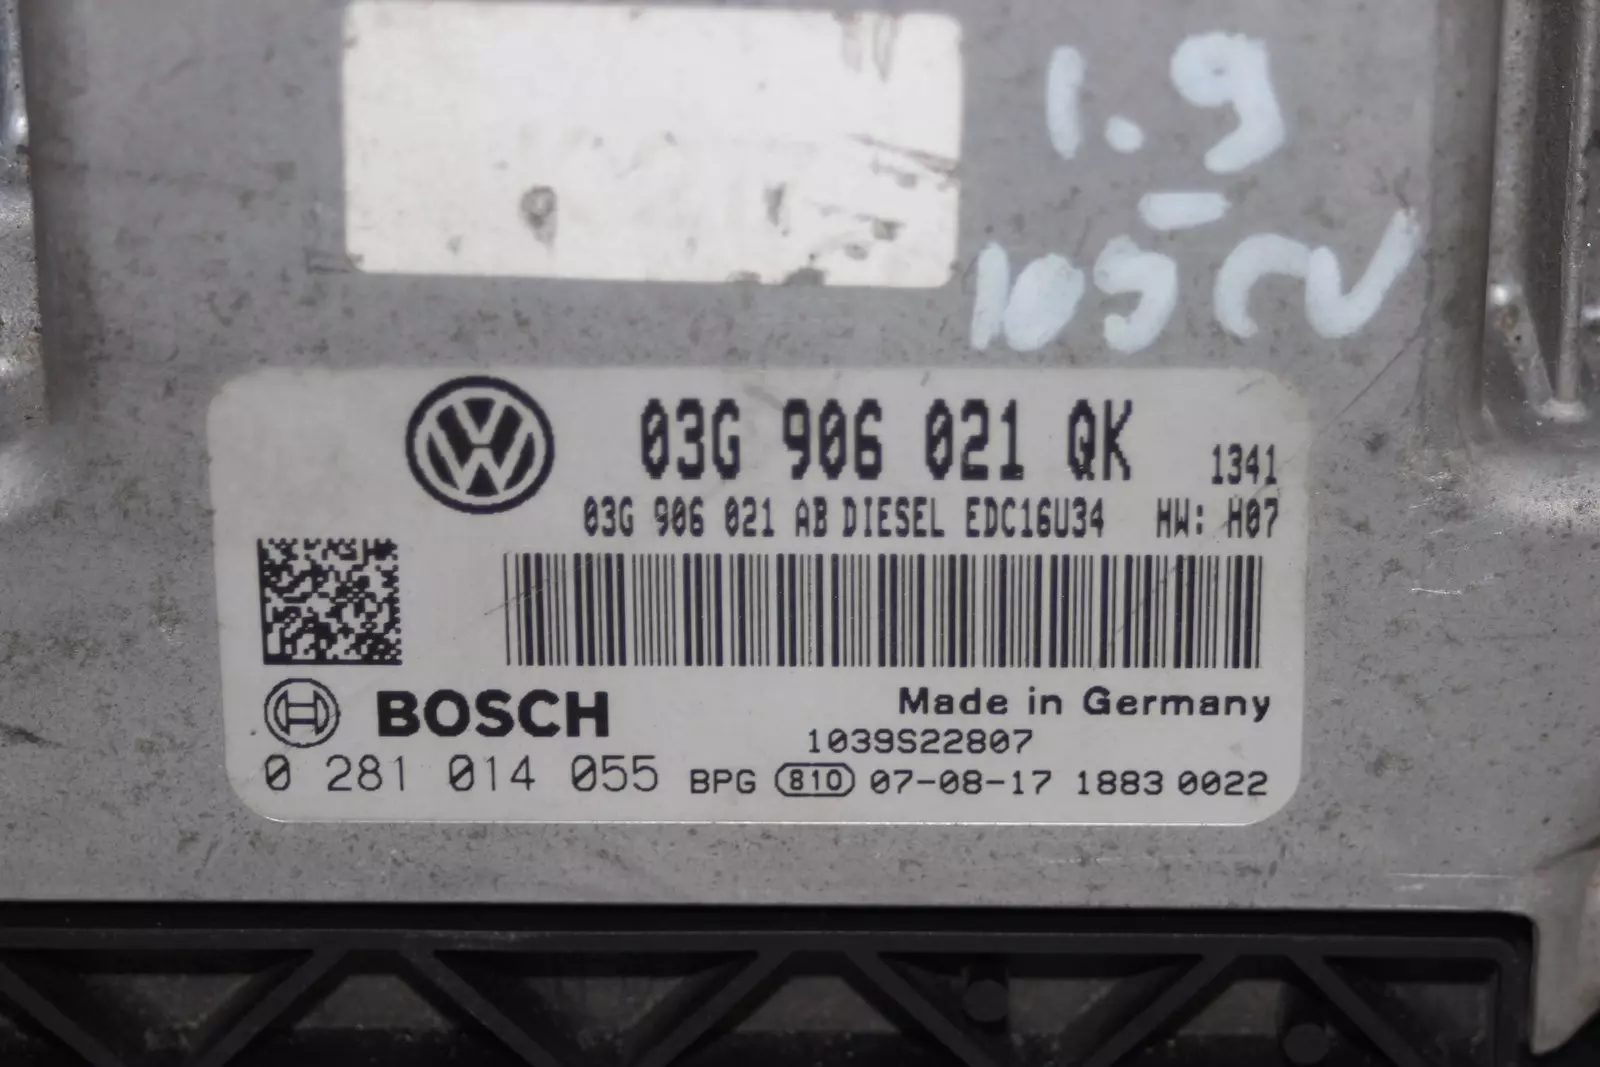 1.9
-
105 CV
03G 906 021 QK 1341
03G 906 021 AB DIESEL EDC16U34 HW: H07
BOSCH
Made in Germany
1039S22807
0 281 014 055 BPG 810 07-08-17 1883 0022